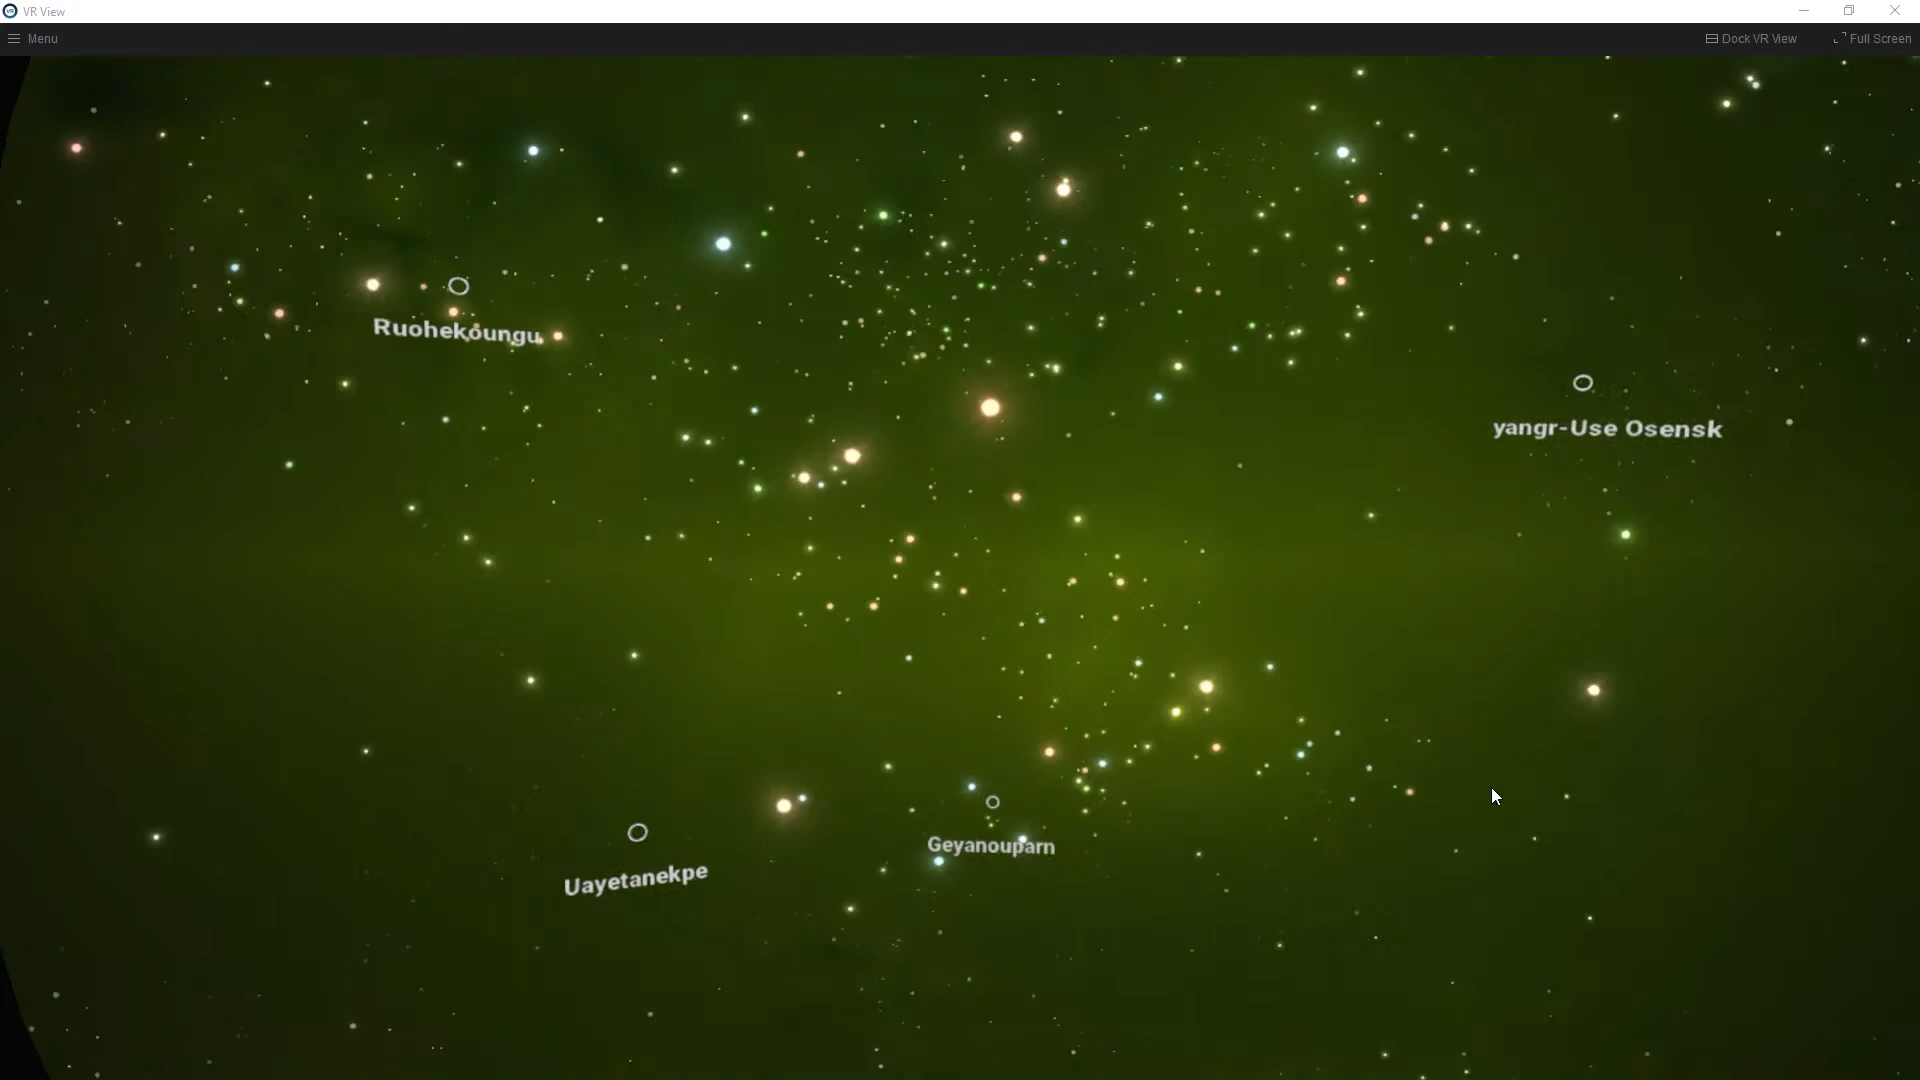 VR View
Menu
Dock VR View
Full Screen
Ruohekoungu
yangr-Use Osensk
Geyanouparn
Uayetanekpe